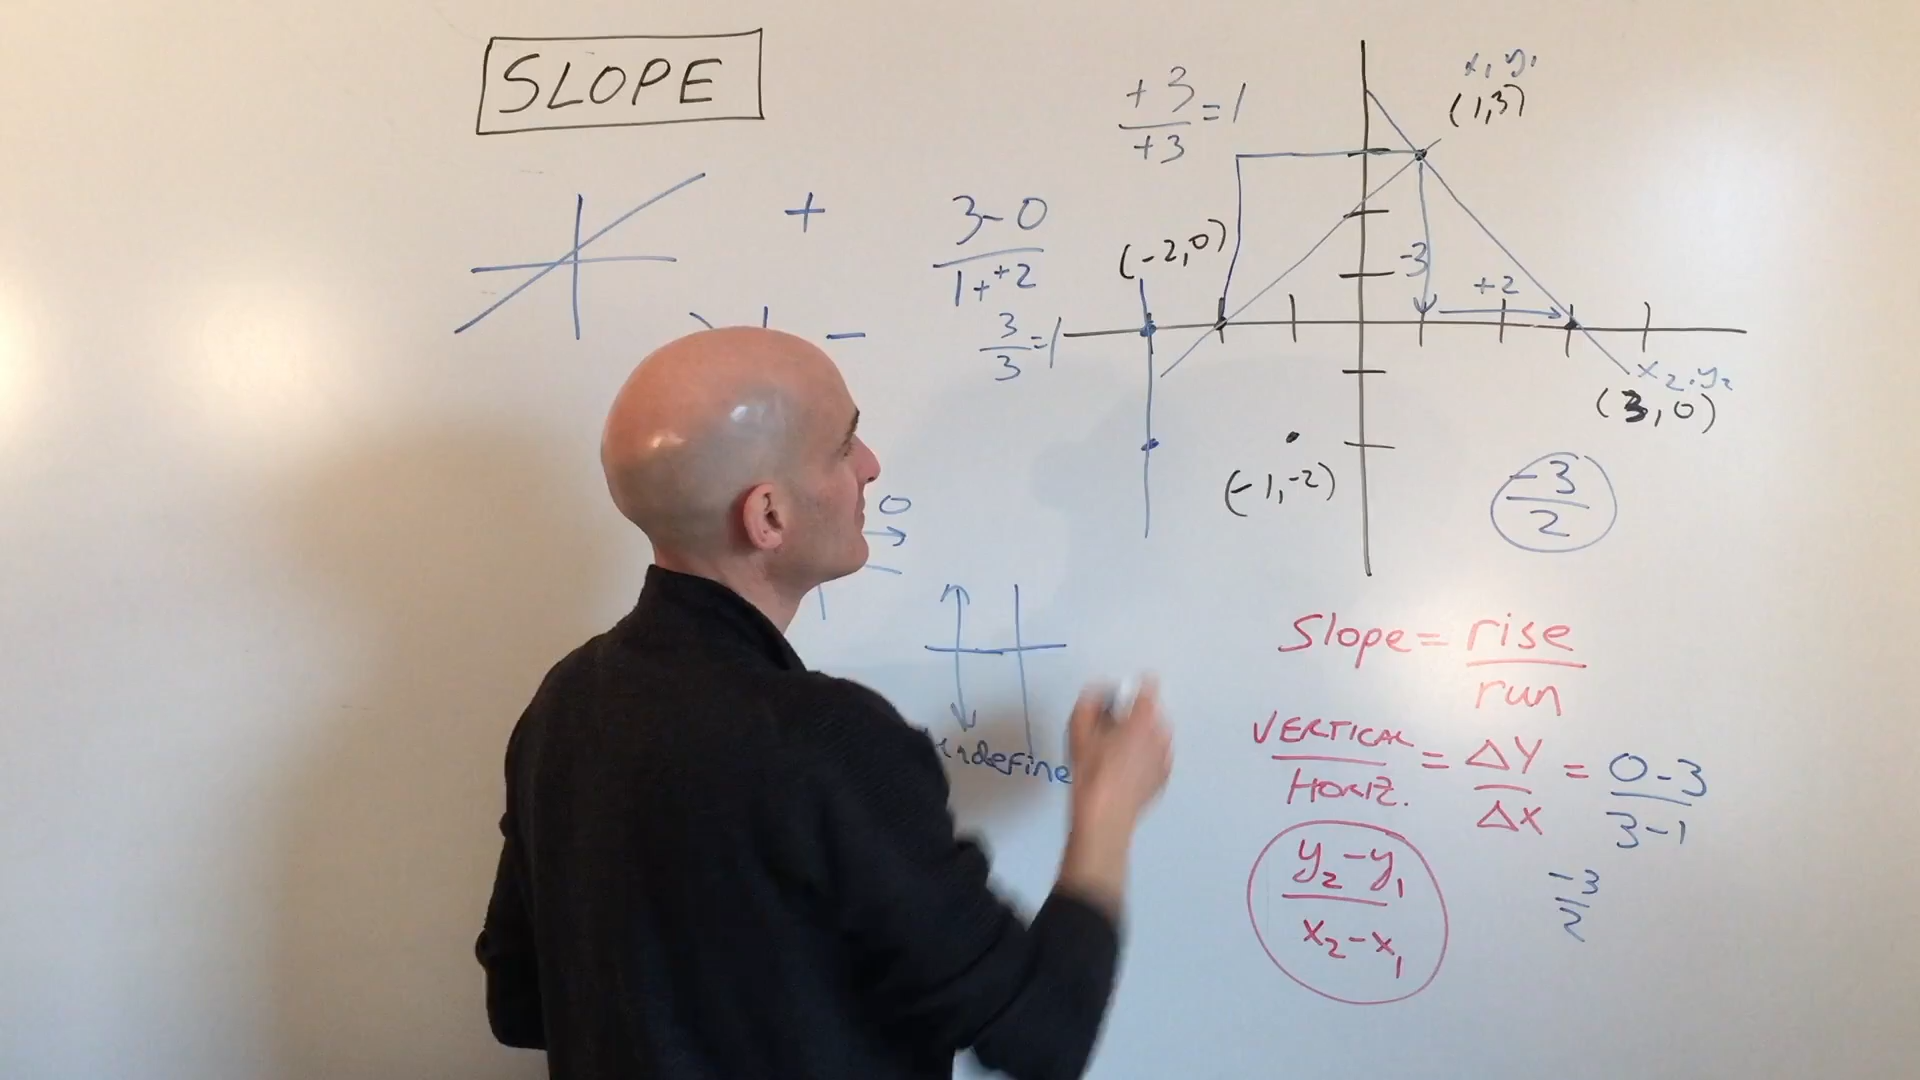 SLOPE
+
-
0
3-0
1++2
3
3
=1
+3
+3
=1
x1 y1
(1,3)
(-2,0)
-3
+2
x2, y2
(3,0)
(-1,-2)
-3
2
Slope = rise
run
VERTICAL
HORIZ.
= ΔY
ΔX
= 0-3
3-1
y2-y1
x2-x1
-3
2
undefine